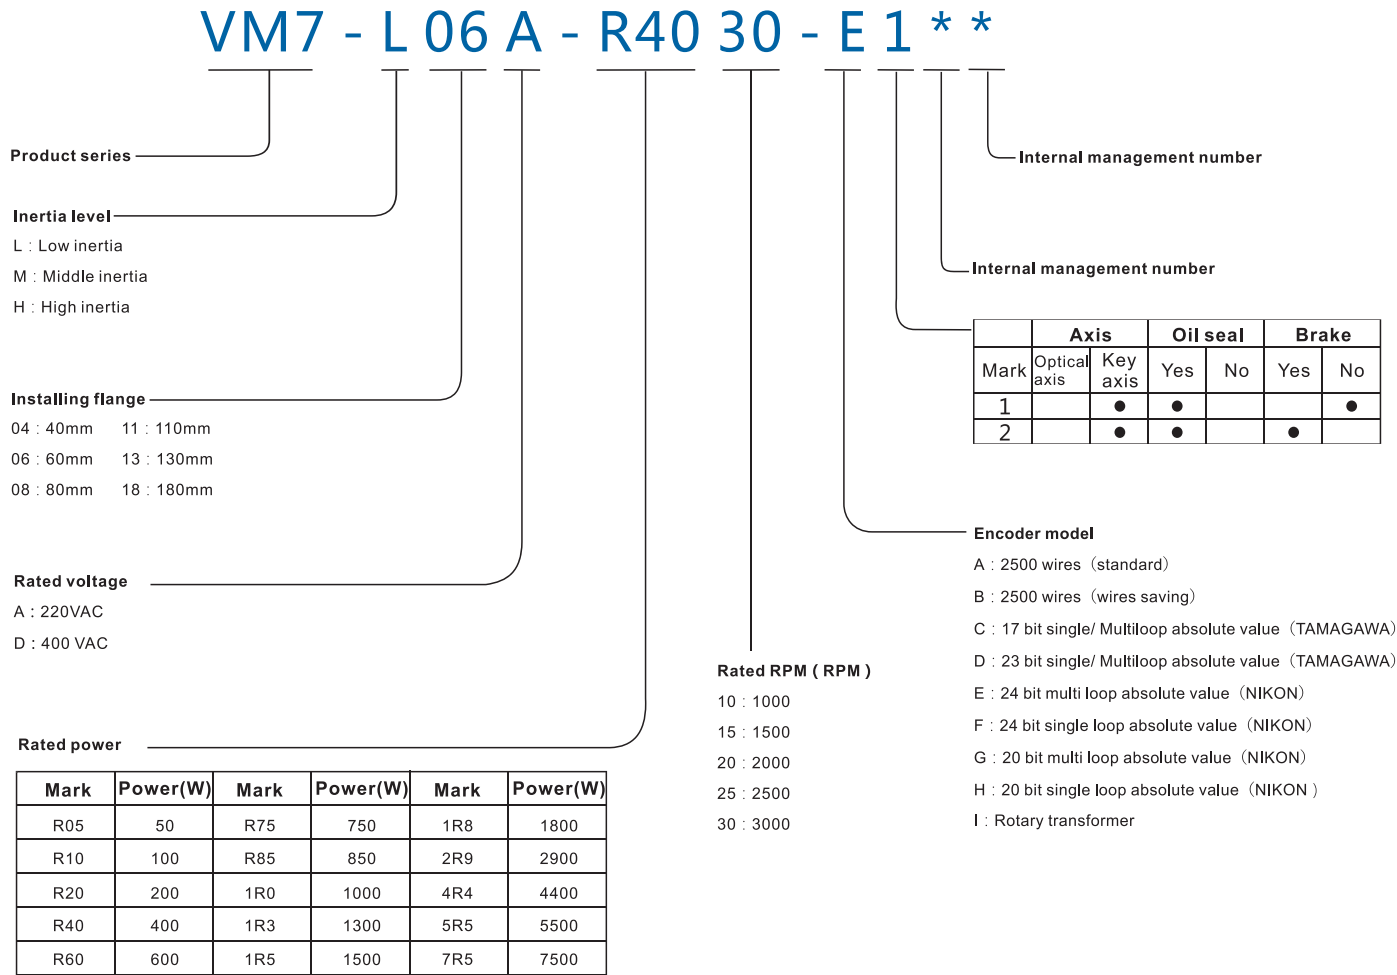 VM7 - L 06 A - R40 30 - E 1 * *
Product series
Internal management number
Inertia level
L : Low inertia
M : Middle inertia
H : High inertia
Internal management number
Axis Oil seal Brake
Mark Optical axis Key axis Yes No Yes No
1 ● ● ●
2 ● ● ●
Installing flange
04 : 40mm 11 : 110mm
06 : 60mm 13 : 130mm
08 : 80mm 18 : 180mm
Encoder model
A : 2500 wires（standard）
B : 2500 wires（wires saving）
C : 17 bit single/ Multiloop absolute value（TAMAGAWA）
D : 23 bit single/ Multiloop absolute value（TAMAGAWA）
E : 24 bit multi loop absolute value（NIKON）
F : 24 bit single loop absolute value（NIKON）
G : 20 bit multi loop absolute value（NIKON）
H : 20 bit single loop absolute value（NIKON ）
I : Rotary transformer
Rated voltage
A : 220VAC
D : 400 VAC
Rated RPM ( RPM )
10 : 1000
15 : 1500
20 : 2000
25 : 2500
30 : 3000
Rated power
Mark Power(W) Mark Power(W) Mark Power(W)
R05 50 R75 750 1R8 1800
R10 100 R85 850 2R9 2900
R20 200 1R0 1000 4R4 4400
R40 400 1R3 1300 5R5 5500
R60 600 1R5 1500 7R5 7500